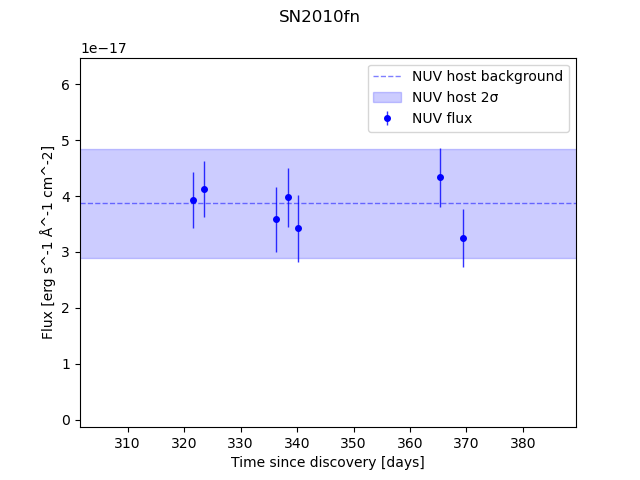 SN2010fn
1e−17
NUV host background
NUV host 2σ
NUV flux
6
5
4
3
2
1
0
Flux [erg s^-1 Å^-1 cm^-2]
310 320 330 340 350 360 370 380
Time since discovery [days]